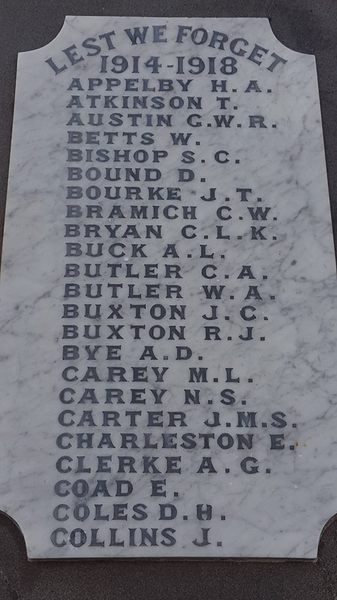 LEST WE FORGET
1914-1918
APPELBY H.A.
ATKINSON T.
AUSTIN G.W.R.
BETTS W.
BISHOP S.C.
BOUND D.
BOURKE J.T.
BRAMICH C.W.
BRYAN C.L.K.
BUCK A.L.
BUTLER C.A.
BUTLER W.A.
BUXTON J.C.
BUXTON R.J.
BYE A.D.
CAREY M.L.
CAREY N.S.
CARTER J.M.S.
CHARLESTON E.
CLERKE A.G.
COAD E.
COLES D.H.
COLLINS J.